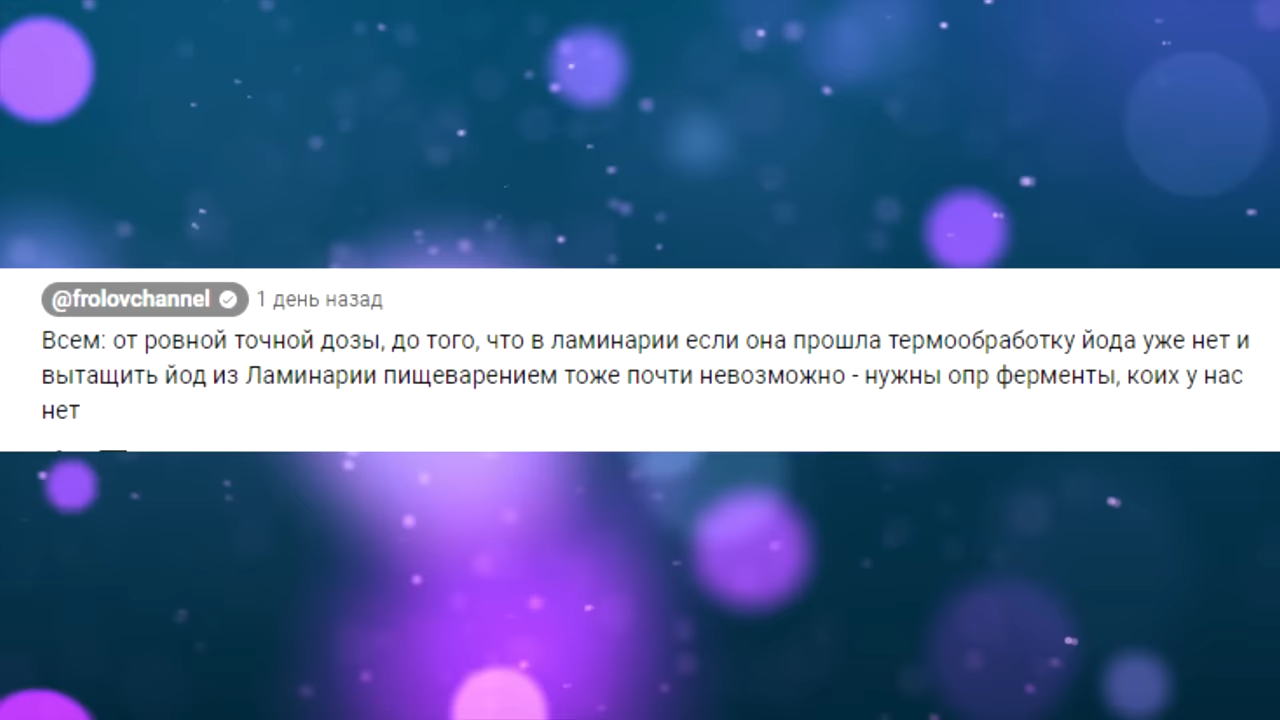 @frolovchannel 1 день назад
Всем: от ровной точной дозы, до того, что в ламинарии если она прошла термообработку йода уже нет и
вытащить йод из Ламинарии пищеварением тоже почти невозможно - нужны опр ферменты, коих у нас
нет